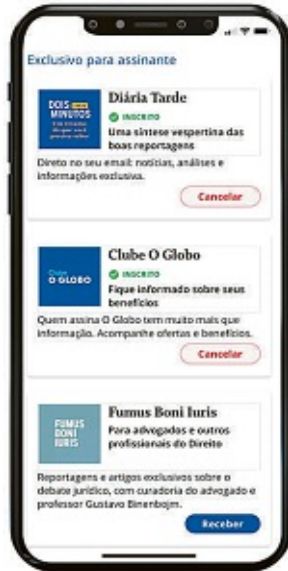 Exclusivo para assinante
DOIS
MINUTOS
Diária Tarde
INSCRITO
Uma síntese vespertina das
boas reportagens
Direto no seu email: notícias, análises e
informações exclusiva.
Cancelar
Clube
O GLOBO
Clube O Globo
INSCRITO
Fique informado sobre seus
benefícios
Quem assina O Globo tem muito mais que
informação. Acompanhe ofertas e benefícios.
Cancelar
FUMUS
BONI
IURIS
Fumus Boni Iuris
Para advogados e outros
profissionais do Direito
Reportagens e artigos exclusivos sobre o
debate jurídico, com curadoria do advogado e
professor Gustavo Binenbojm.
Receber